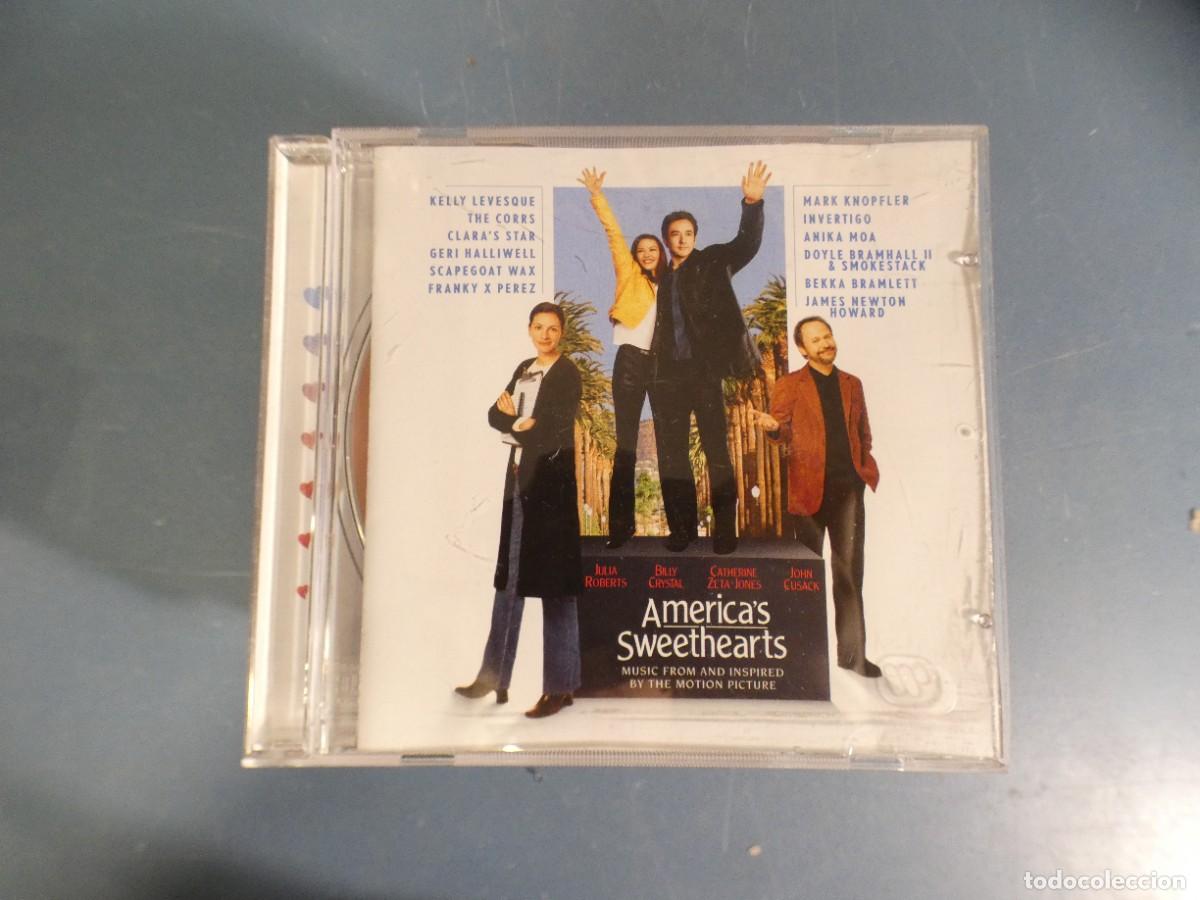 KELLY LEVESQUE
THE CORRS
CLARA'S STAR
GERI HALLIWELL
SCAPEGOAT WAX
FRANKY X PEREZ
MARK KNOPFLER
INVERTIGO
ANIKA MOA
DOYLE BRAMHALL II
& SMOKESTACK
BEKKA BRAMLETT
JAMES NEWTON
HOWARD
JULIA
ROBERTS
BILLY
CRYSTAL
CATHERINE
ZETA-JONES
JOHN
CUSACK
America's
Sweethearts
MUSIC FROM AND INSPIRED
BY THE MOTION PICTURE
todocoleccion